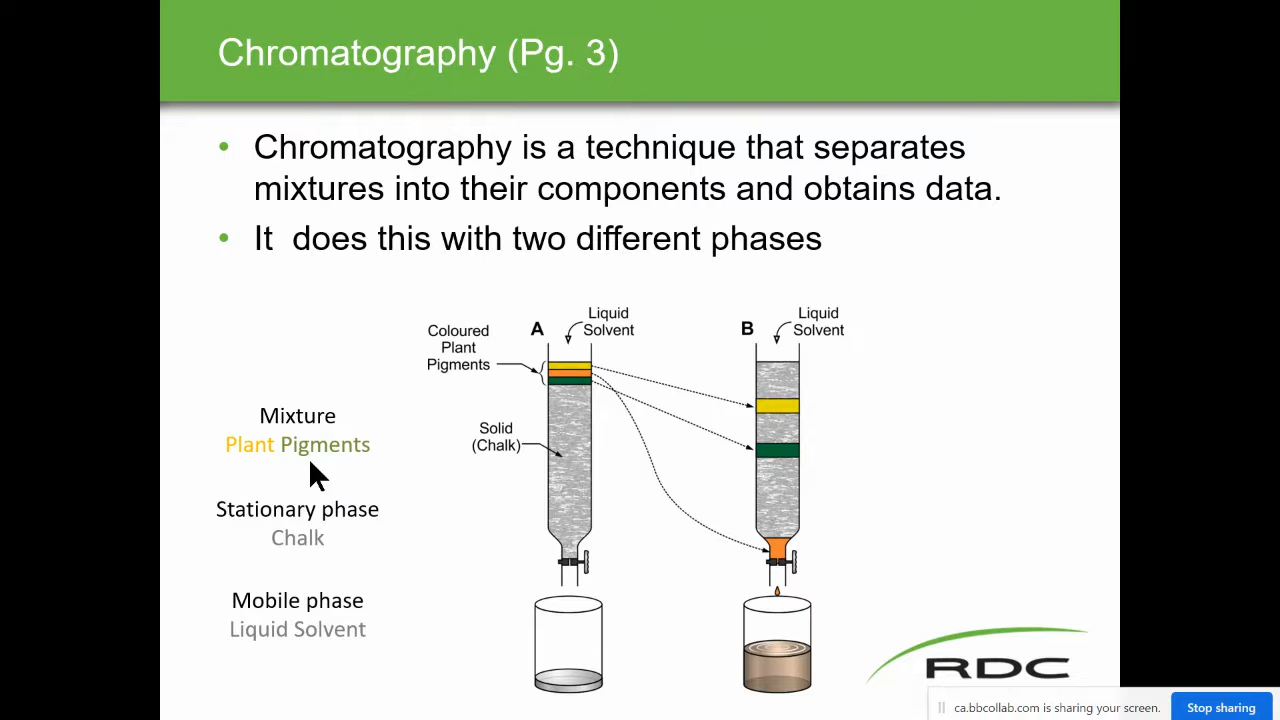 Chromatography (Pg. 3)
• Chromatography is a technique that separates
mixtures into their components and obtains data.
• It does this with two different phases
A
Liquid
Solvent
Coloured
Plant
Pigments
Solid
(Chalk)
B
Liquid
Solvent
Mixture
Plant Pigments
Stationary phase
Chalk
Mobile phase
Liquid Solvent
RDC
ca.bbcollab.com is sharing your screen.
Stop sharing